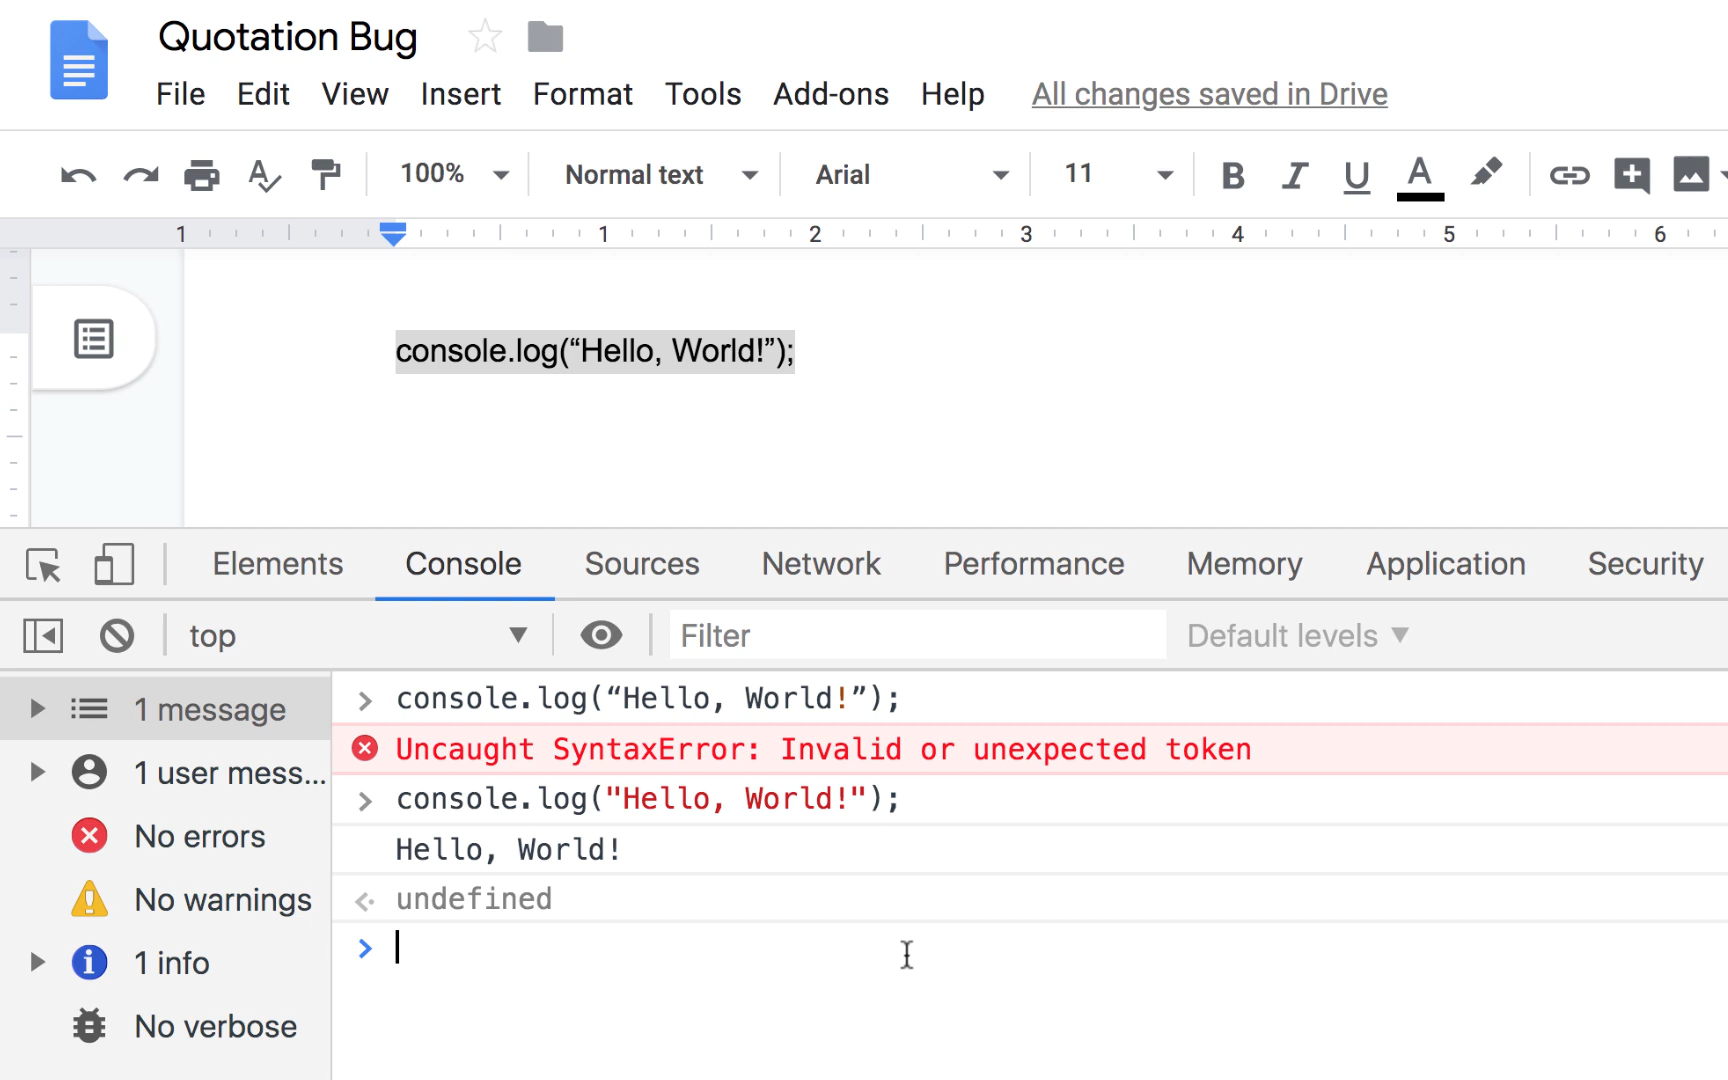 Quotation Bug
File Edit View Insert Format Tools Add-ons Help All changes saved in Drive
100% Normal text Arial 11 B I U A
1 1 2 3 4 5 6
console.log(“Hello, World!”);
Elements Console Sources Network Performance Memory Application Security
top Filter Default levels
1 message
1 user mess...
No errors
No warnings
1 info
No verbose
> console.log(“Hello, World!”);
Uncaught SyntaxError: Invalid or unexpected token
> console.log("Hello, World!");
Hello, World!
undefined
>